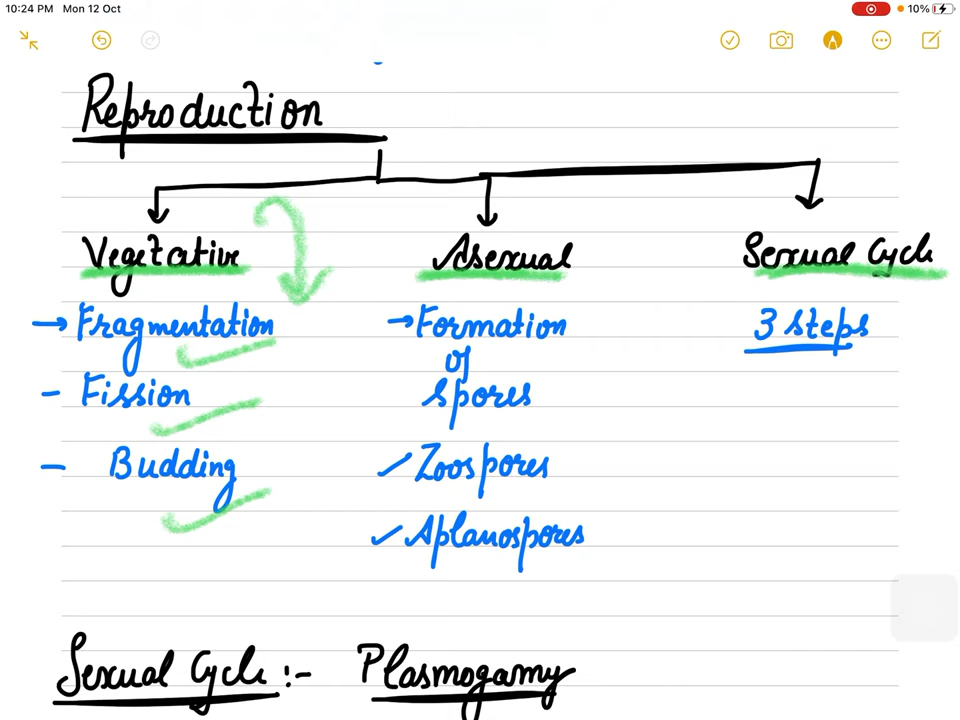 10:24 PM Mon 12 Oct 10%
Reproduction
Vegetative Asexual Sexual Cycle
→ Fragmentation → Formation 3 steps
of
- Fission spores
- Budding ✓ Zoospores
✓ Aplanospores
Sexual Cycle :- Plasmogamy